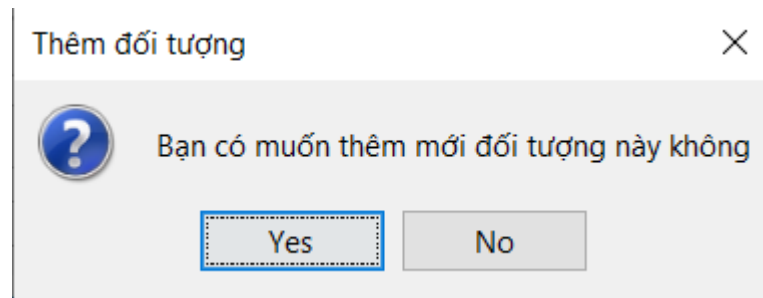 Thêm đối tượng
Bạn có muốn thêm mới đối tượng này không
Yes No